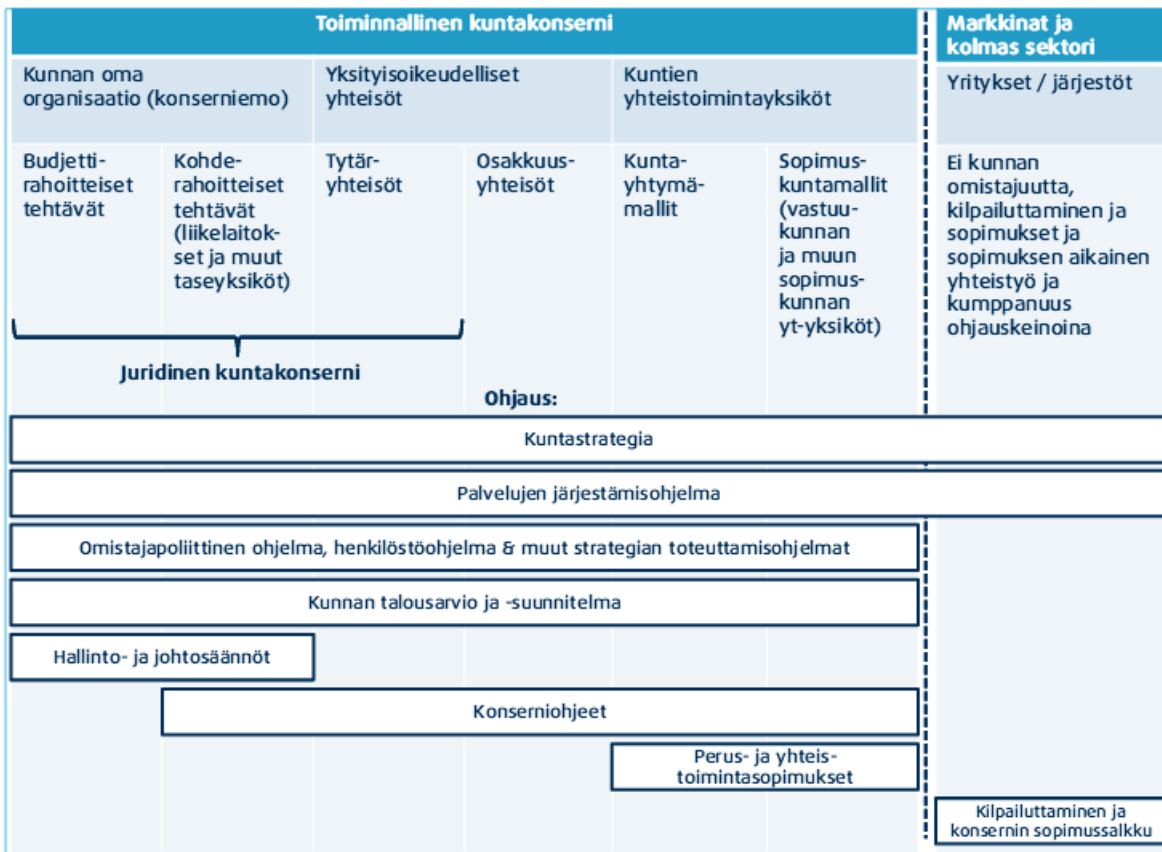 Toiminnallinen kuntakonserni
Markkinat ja
kolmas sektori
Kunnan oma
organisaatio (konserniemo)
Yksityisoikeudelliset
yhteisöt
Kuntien
yhteistoimintayksiköt
Yritykset / järjestöt
Budjetti-
rahoitteiset
tehtävät
Kohde-
rahoitteiset
tehtävät
(liikelaitok-
set ja muut
taseyksiköt)
Tytär-
yhteisöt
Osakkuus-
yhteisöt
Kunta-
yhtymä-
mallit
Sopimus-
kuntamallit
(vastuu-
kunnan
ja muun
sopimus-
kunnan
yt-yksiköt)
Ei kunnan
omistajuutta,
kilpailuttaminen ja
sopimukset ja
sopimuksen aikainen
yhteistyö ja
kumppanuus
ohjauskeinoina
Juridinen kuntakonserni
Ohjaus:
Kuntastrategia
Palvelujen järjestämisohjelma
Omistajapoliittinen ohjelma, henkilöstöohjelma & muut strategian toteuttamisohjelmat
Kunnan talousarvio ja -suunnitelma
Hallinto- ja johtosäännöt
Konserniohjeet
Perus- ja yhteis-
toimintasopimukset
Kilpailuttaminen ja
konsernin sopimussalkku